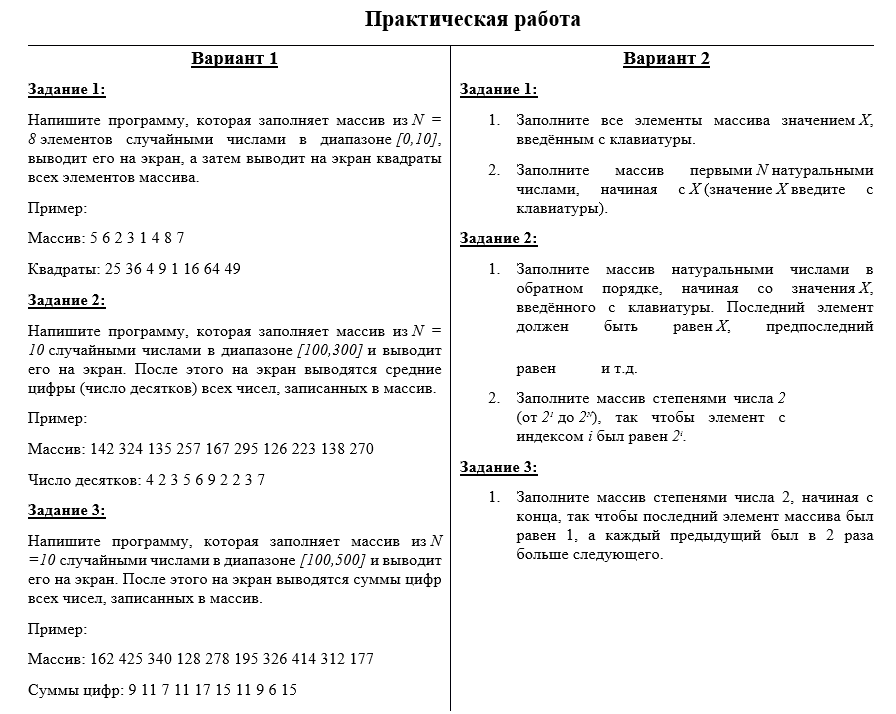 Практическая работа
Вариант 1
Задание 1:
Напишите программу, которая заполняет массив из N =
8 элементов случайными числами в диапазоне [0,10],
выводит его на экран, а затем выводит на экран квадраты
всех элементов массива.
Пример:
Массив: 5 6 2 3 1 4 8 7
Квадраты: 25 36 4 9 1 16 64 49
Задание 2:
Напишите программу, которая заполняет массив из N =
10 случайными числами в диапазоне [100,300] и выводит
его на экран. После этого на экран выводятся средние
цифры (число десятков) всех чисел, записанных в массив.
Пример:
Массив: 142 324 135 257 167 295 126 223 138 270
Число десятков: 4 2 3 5 6 9 2 2 3 7
Задание 3:
Напишите программу, которая заполняет массив из N
=10 случайными числами в диапазоне [100,500] и выводит
его на экран. После этого на экран выводятся суммы цифр
всех чисел, записанных в массив.
Пример:
Массив: 162 425 340 128 278 195 326 414 312 177
Суммы цифр: 9 11 7 11 17 15 11 9 6 15
Вариант 2
Задание 1:
1. Заполните все элементы массива значением X,
введённым с клавиатуры.
2. Заполните массив первыми N натуральными
числами, начиная с X (значение X введите с
клавиатуры).
Задание 2:
1. Заполните массив натуральными числами в
обратном порядке, начиная со значения X,
введённого с клавиатуры. Последний элемент
должен быть равен X, предпоследний
равен и т.д.
2. Заполните массив степенями числа 2
(от 2¹ до 2ᴺ), так чтобы элемент с
индексом i был равен 2ⁱ.
Задание 3:
1. Заполните массив степенями числа 2, начиная с
конца, так чтобы последний элемент массива был
равен 1, а каждый предыдущий был в 2 раза
больше следующего.